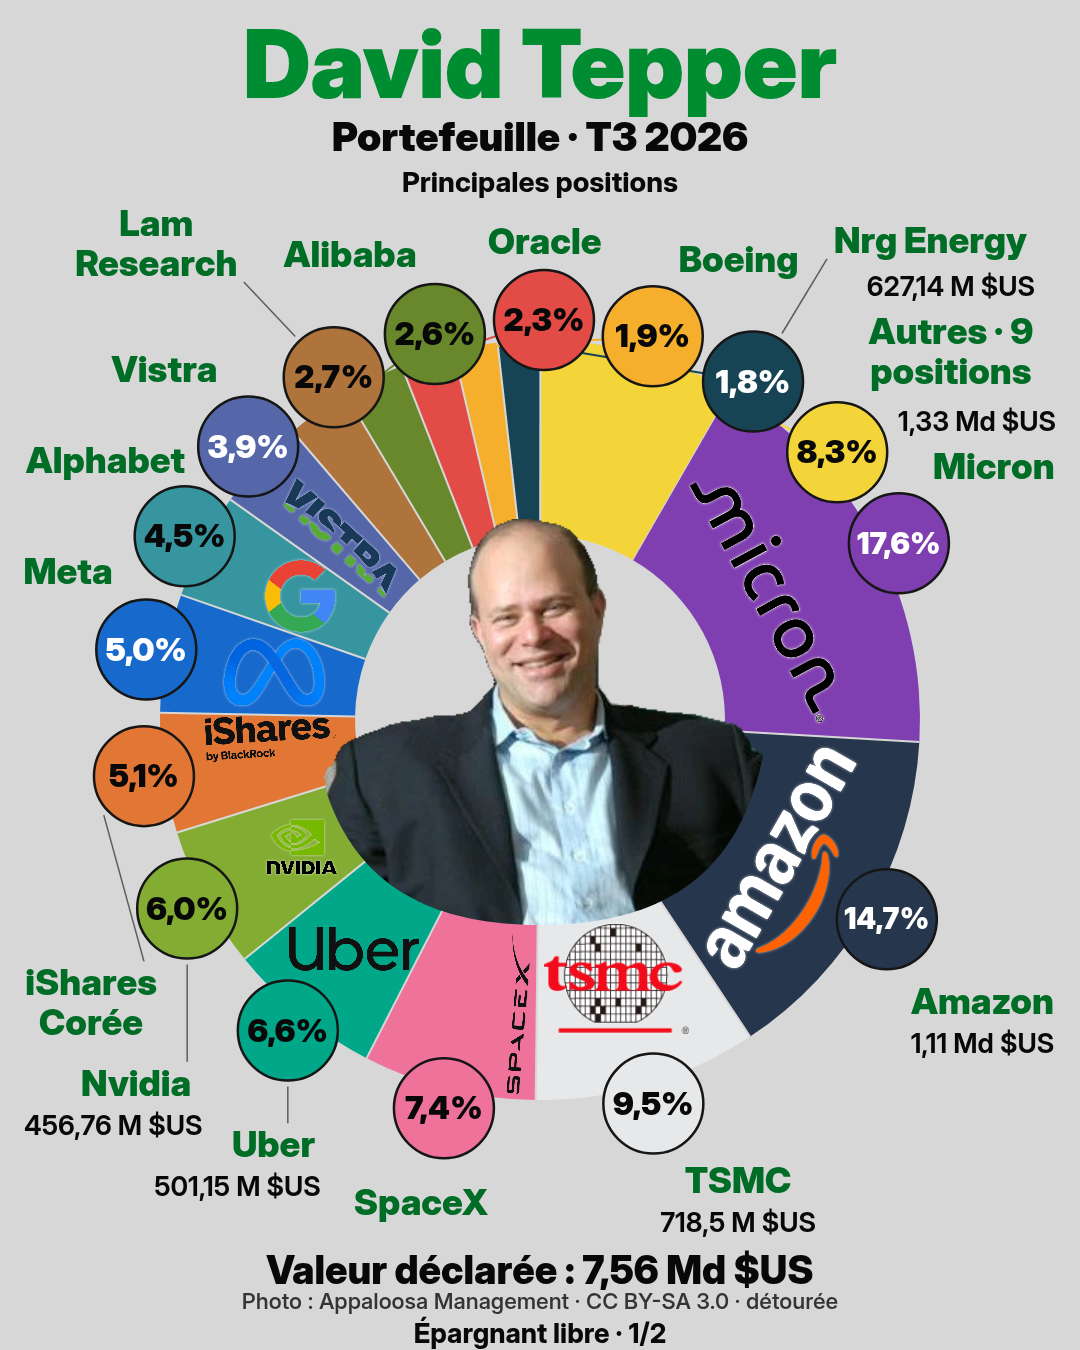 David Tepper
Portefeuille · T3 2026
Principales positions
Lam
Research
Alibaba
Oracle
Boeing
Nrg Energy
627,14 M $US
Autres · 9
positions
1,33 Md $US
Micron
Vistra
Alphabet
Meta
2,7%
2,6%
2,3%
1,9%
1,8%
8,3%
17,6%
3,9%
4,5%
5,0%
5,1%
6,0%
6,6%
7,4%
9,5%
14,7%
VISTRA
G
micron®
iShares.
by BlackRock
NVIDIA
Uber
SPACEX
tsmc
®
amazon
iShares
Corée
Nvidia
456,76 M $US
Uber
501,15 M $US
SpaceX
TSMC
718,5 M $US
Amazon
1,11 Md $US
Valeur déclarée : 7,56 Md $US
Photo : Appaloosa Management · CC BY-SA 3.0 · détourée
Épargnant libre · 1/2